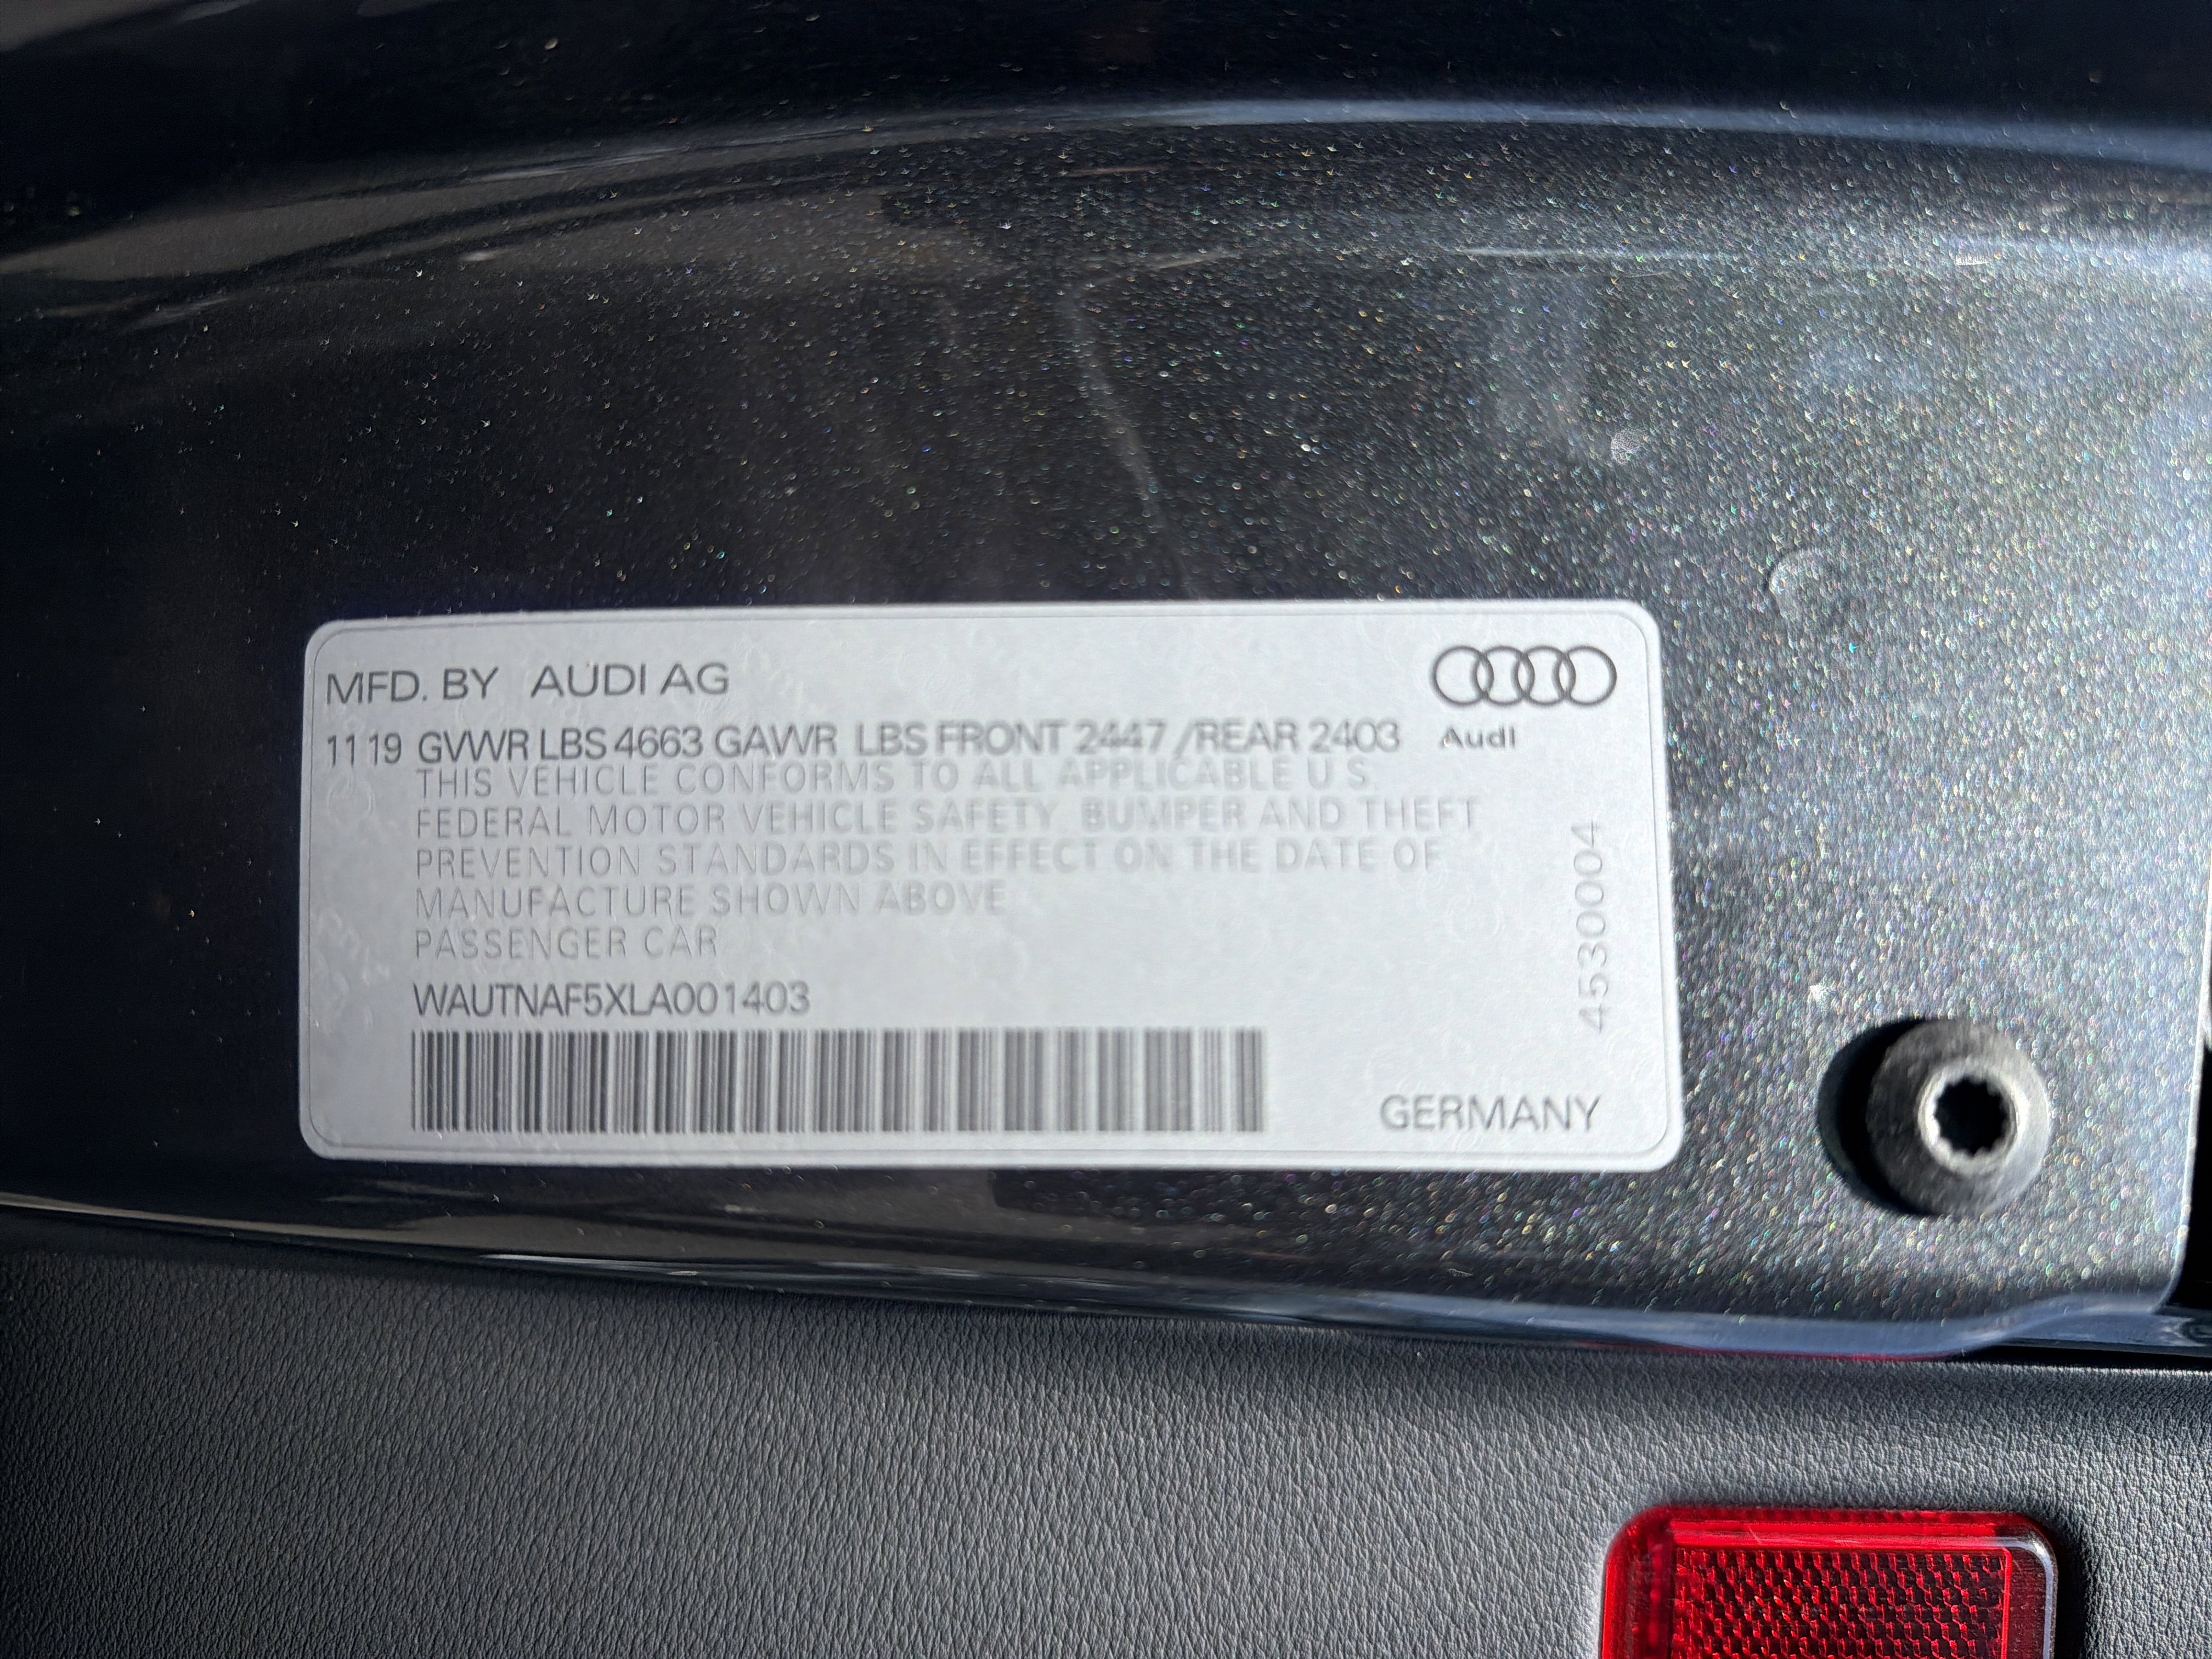 MFD. BY AUDI AG
11 19 GVWR LBS 4663 GAWR LBS FRONT 2447 /REAR 2403
Audi
THIS VEHICLE CONFORMS TO ALL APPLICABLE U S.
FEDERAL MOTOR VEHICLE SAFETY BUMPER AND THEFT
PREVENTION STANDARDS IN EFFECT ON THE DATE OF
MANUFACTURE SHOWN ABOVE
PASSENGER CAR
WAUTNAF5XLA001403
GERMANY
4530004